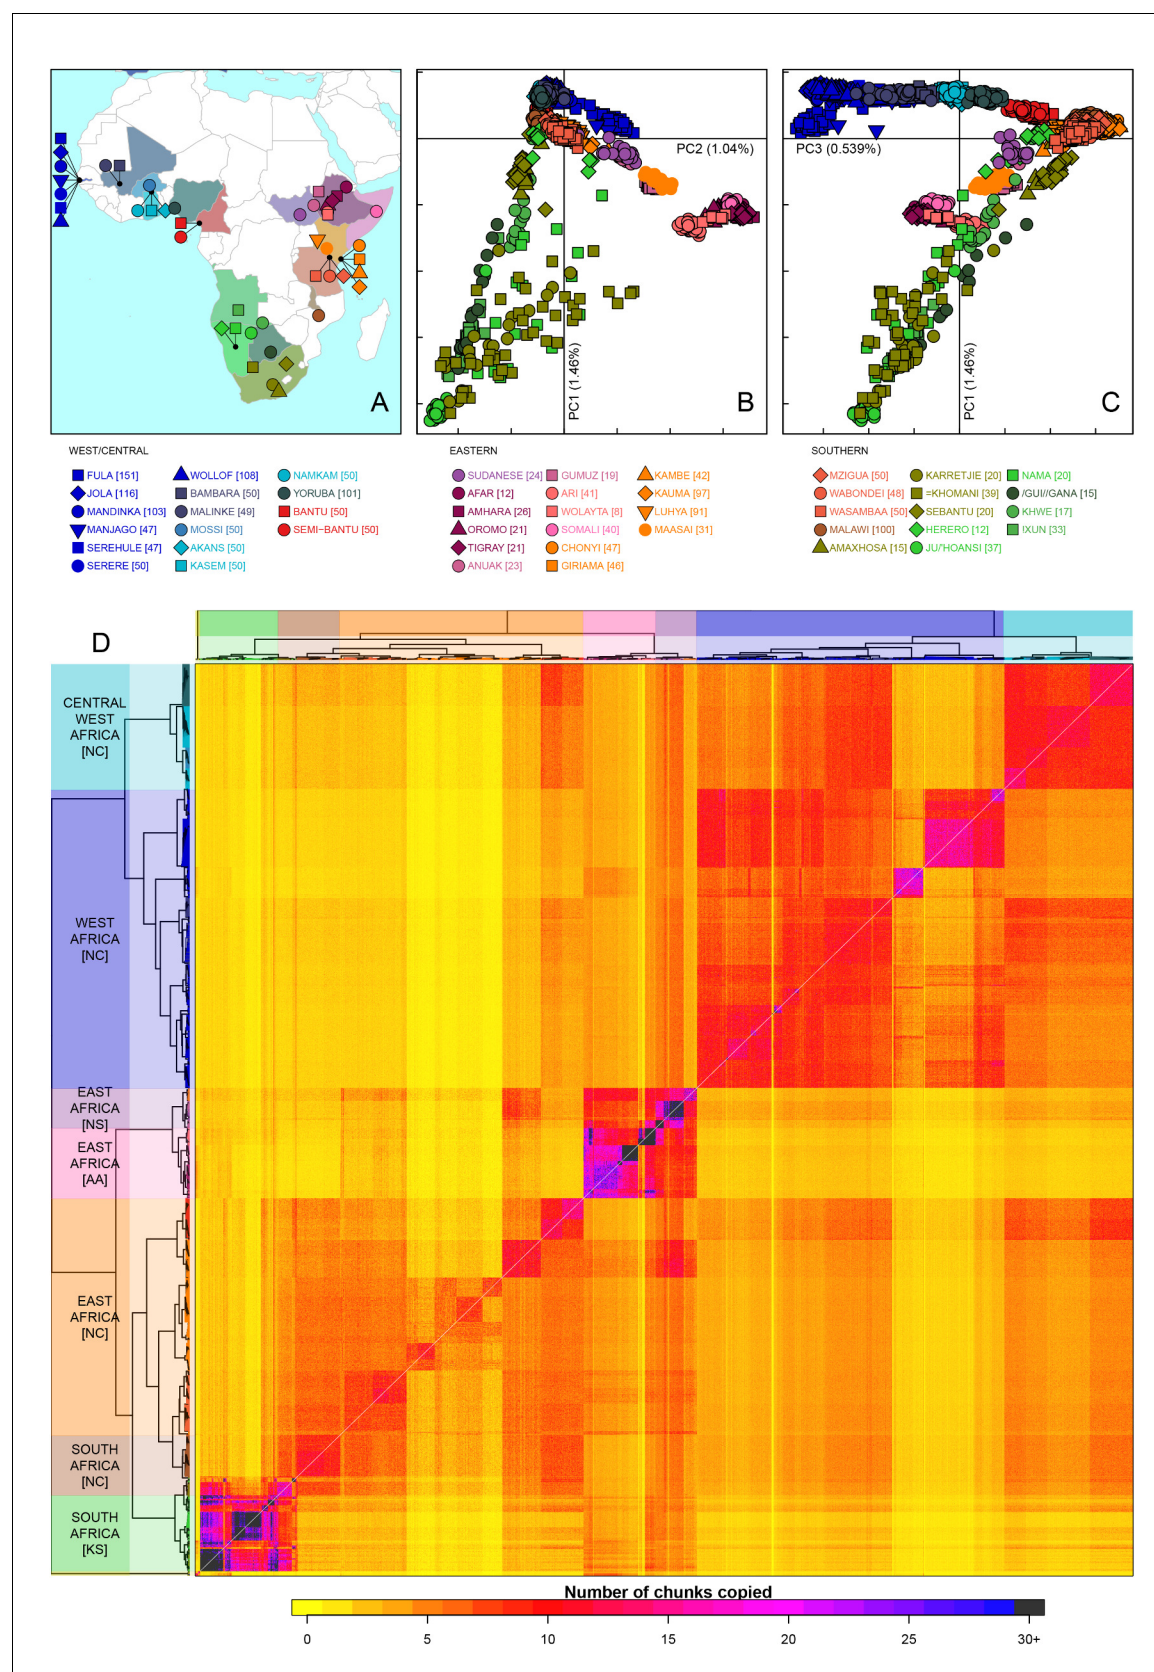 A
PC2 (1.04%)
PC1 (1.46%)
B
PC3 (0.539%)
PC1 (1.46%)
C
WEST/CENTRAL
FULA [151]
JOLA [116]
MANDINKA [103]
MANJAGO [47]
SEREHULE [47]
SERERE [50]
WOLLOF [108]
BAMBARA [50]
MALINKE [49]
MOSSI [50]
AKANS [50]
KASEM [50]
NAMKAM [50]
YORUBA [101]
BANTU [50]
SEMI-BANTU [50]
EASTERN
SUDANESE [24]
AFAR [12]
AMHARA [26]
OROMO [21]
TIGRAY [21]
ANUAK [23]
GUMUZ [19]
ARI [41]
WOLAYTA [8]
SOMALI [40]
CHONYI [47]
GIRIAMA [46]
KAMBE [42]
KAUMA [97]
LUHYA [91]
MAASAI [31]
SOUTHERN
MZIGUA [50]
WABONDEI [48]
WASAMBAA [50]
MALAWI [100]
AMAXHOSA [15]
KARRETJIE [20]
=KHOMANI [39]
SEBANTU [20]
HERERO [12]
JU/'HOANSI [37]
NAMA [20]
/GUI//GANA [15]
KHWE [17]
!XUN [33]
D
CENTRAL
WEST
AFRICA
[NC]
WEST
AFRICA
[NC]
EAST
AFRICA
[NS]
EAST
AFRICA
[AA]
EAST
AFRICA
[NC]
SOUTH
AFRICA
[NC]
SOUTH
AFRICA
[KS]
Number of chunks copied
0 5 10 15 20 25 30+